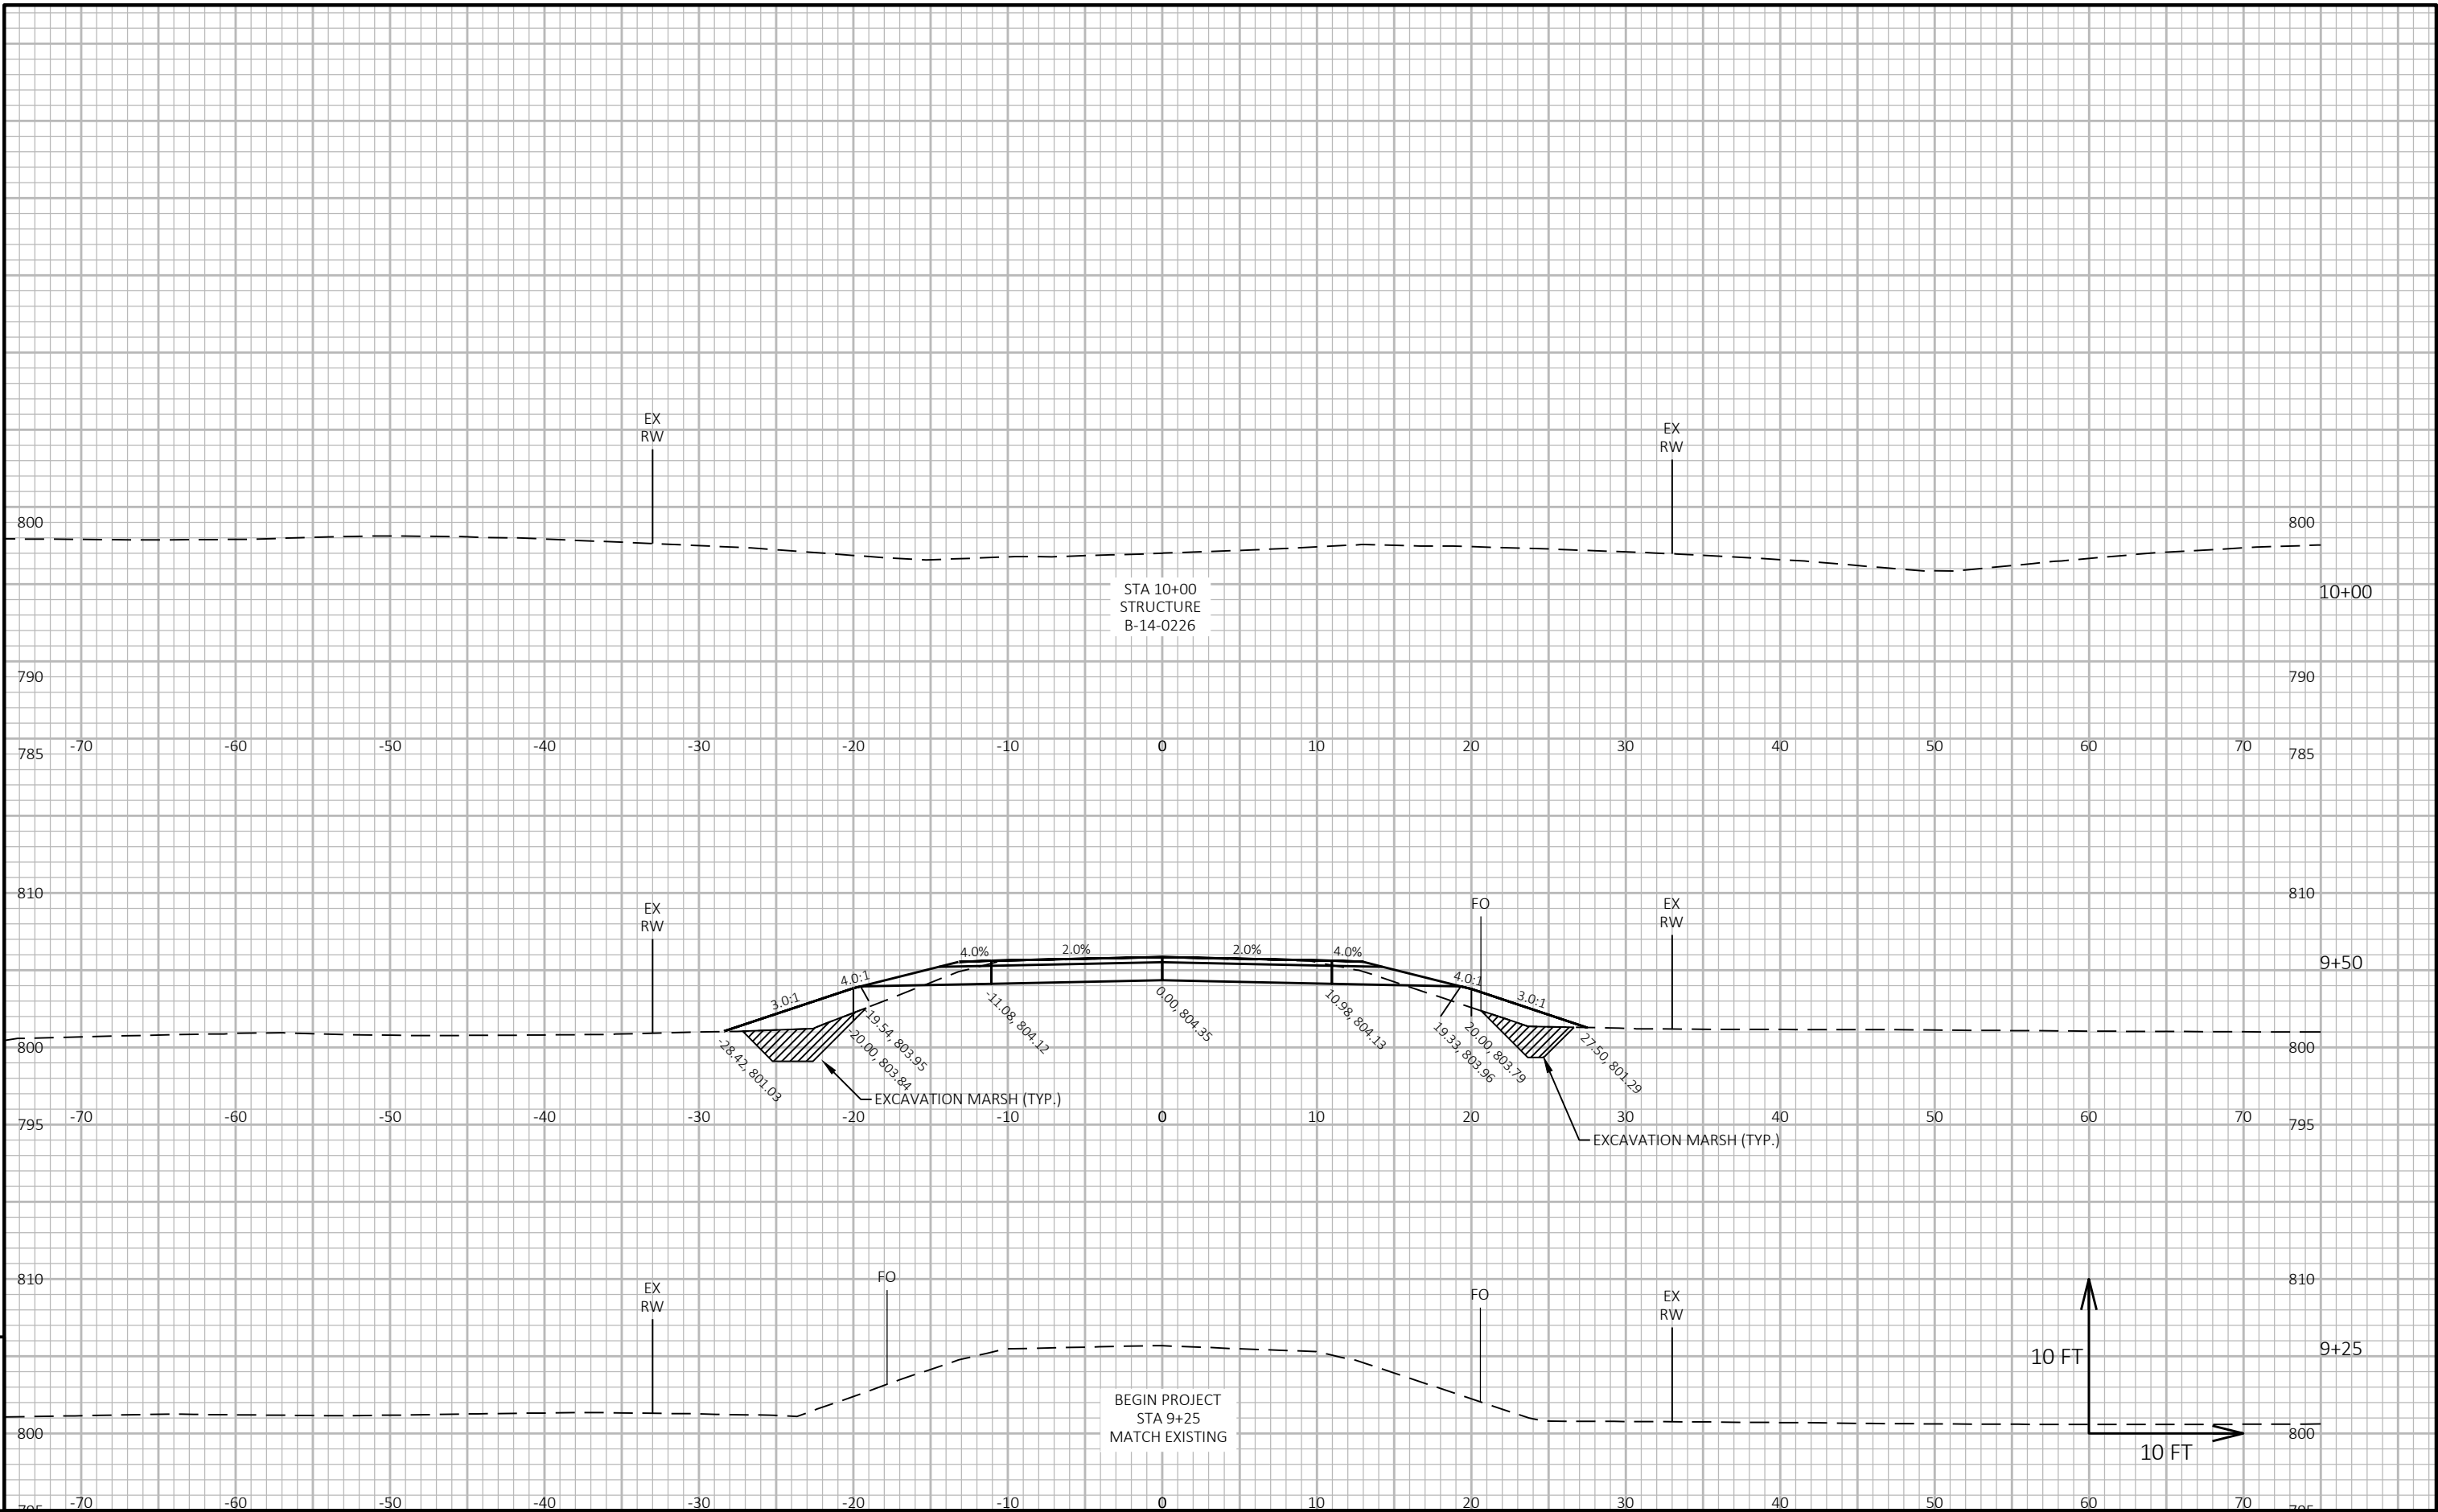 EX
RW
EX
RW
800
800
STA 10+00
STRUCTURE
B-14-0226
10+00
790
790
-70 -60 -50 -40 -30 -20 -10 0 10 20 30 40 50 60 70
785
785
810
810
EX
RW
FO
EX
RW
4.0% 2.0% 2.0% 4.0%
9+50
4.0:1
4.0:1
3.0:1
3.0:1
-28.42, 801.03
-20.00, 803.84
-19.54, 803.95
-11.08, 804.12
0.00, 804.35
10.98, 804.13
19.33, 803.96
20.00, 803.79
27.50, 801.29
800
800
EXCAVATION MARSH (TYP.)
-70 -60 -50 -40 -30 -20 -10 0 10 20 30 40 50 60 70
795
795
EXCAVATION MARSH (TYP.)
810
810
EX
RW
FO
FO
EX
RW
9+25
10 FT
BEGIN PROJECT
STA 9+25
MATCH EXISTING
800
800
10 FT
-70 -60 -50 -40 -30 -20 -10 0 10 20 30 40 50 60 70